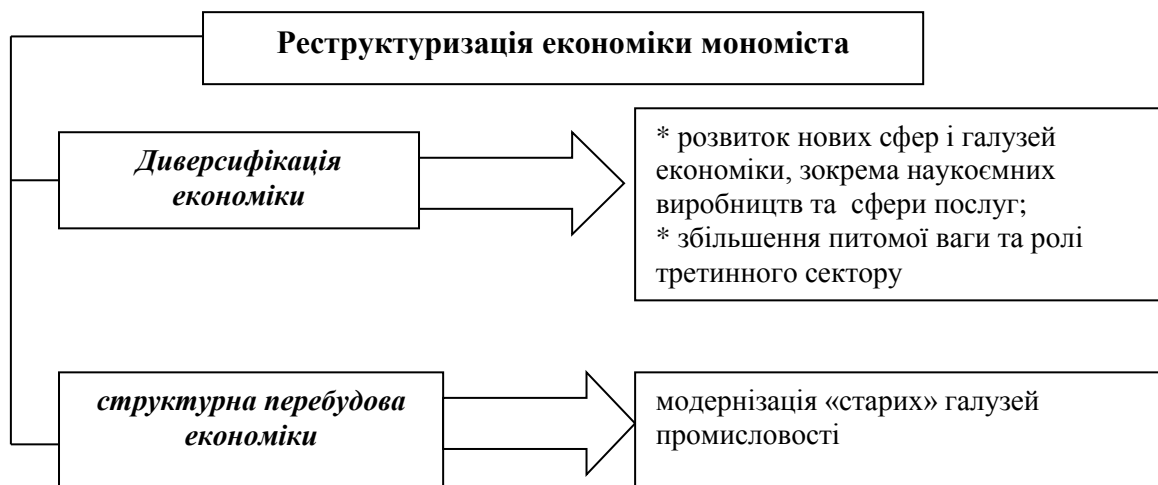 Реструктуризація економіки мономіста
Диверсифікація
економіки
* розвиток нових сфер і галузей
економіки, зокрема наукоємних
виробництв та сфери послуг;
* збільшення питомої ваги та ролі
третинного сектору
структурна перебудова
економіки
модернізація «старих» галузей
промисловості